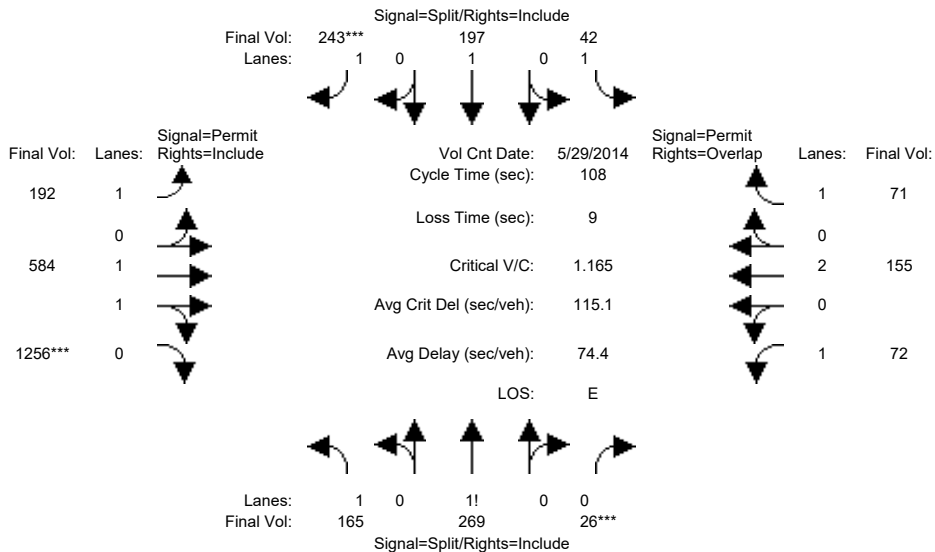 Signal=Split/Rights=Include
Final Vol: 243*** 197 42
Lanes: 1 0 1 0 1
Signal=Permit
Final Vol: Lanes: Rights=Include
Vol Cnt Date: 5/29/2014
Signal=Permit
Rights=Overlap Lanes: Final Vol:
Cycle Time (sec): 108
192 1
1 71
Loss Time (sec): 9
0
0
584 1
Critical V/C: 1.165
2 155
1
Avg Crit Del (sec/veh): 115.1
0
1256*** 0
Avg Delay (sec/veh): 74.4
1 72
LOS: E
Lanes: 1 0 1! 0 0
Final Vol: 165 269 26***
Signal=Split/Rights=Include